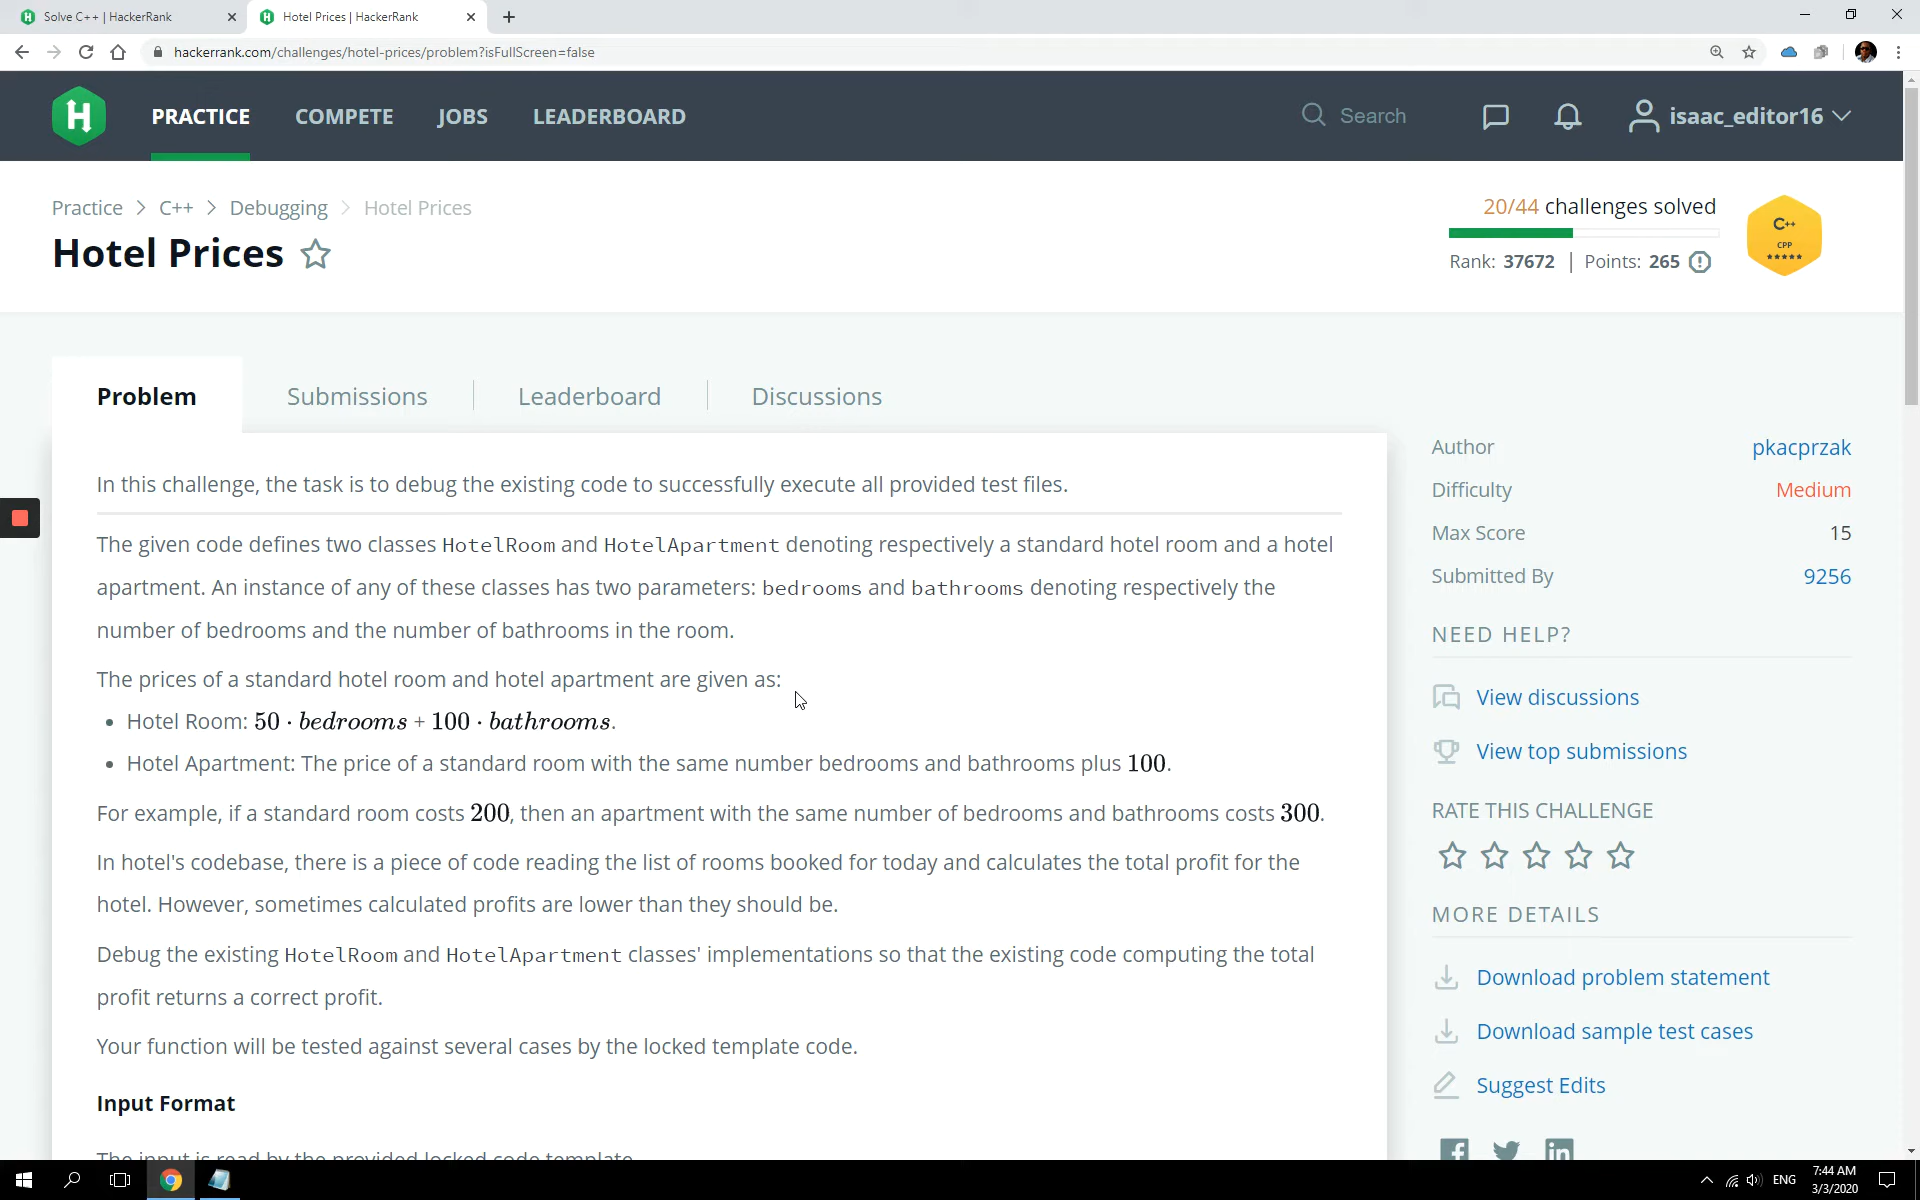 Solve C++ | HackerRank
Hotel Prices | HackerRank
hackerrank.com/challenges/hotel-prices/problem?isFullScreen=false
PRACTICE COMPETE JOBS LEADERBOARD Search isaac_editor16
Practice > C++ > Debugging > Hotel Prices
Hotel Prices
20/44 challenges solved
Rank: 37672 | Points: 265
C++
CPP
Problem Submissions Leaderboard Discussions
In this challenge, the task is to debug the existing code to successfully execute all provided test files.
The given code defines two classes HotelRoom and HotelApartment denoting respectively a standard hotel room and a hotel
apartment. An instance of any of these classes has two parameters: bedrooms and bathrooms denoting respectively the
number of bedrooms and the number of bathrooms in the room.
The prices of a standard hotel room and hotel apartment are given as:
• Hotel Room: 50 · bedrooms + 100 · bathrooms.
• Hotel Apartment: The price of a standard room with the same number bedrooms and bathrooms plus 100.
For example, if a standard room costs 200, then an apartment with the same number of bedrooms and bathrooms costs 300.
In hotel's codebase, there is a piece of code reading the list of rooms booked for today and calculates the total profit for the
hotel. However, sometimes calculated profits are lower than they should be.
Debug the existing HotelRoom and HotelApartment classes' implementations so that the existing code computing the total
profit returns a correct profit.
Your function will be tested against several cases by the locked template code.
Input Format
The input is read by the provided locked code template
Author pkacprzak
Difficulty Medium
Max Score 15
Submitted By 9256
NEED HELP?
View discussions
View top submissions
RATE THIS CHALLENGE
MORE DETAILS
Download problem statement
Download sample test cases
Suggest Edits
ENG
7:44 AM
3/3/2020